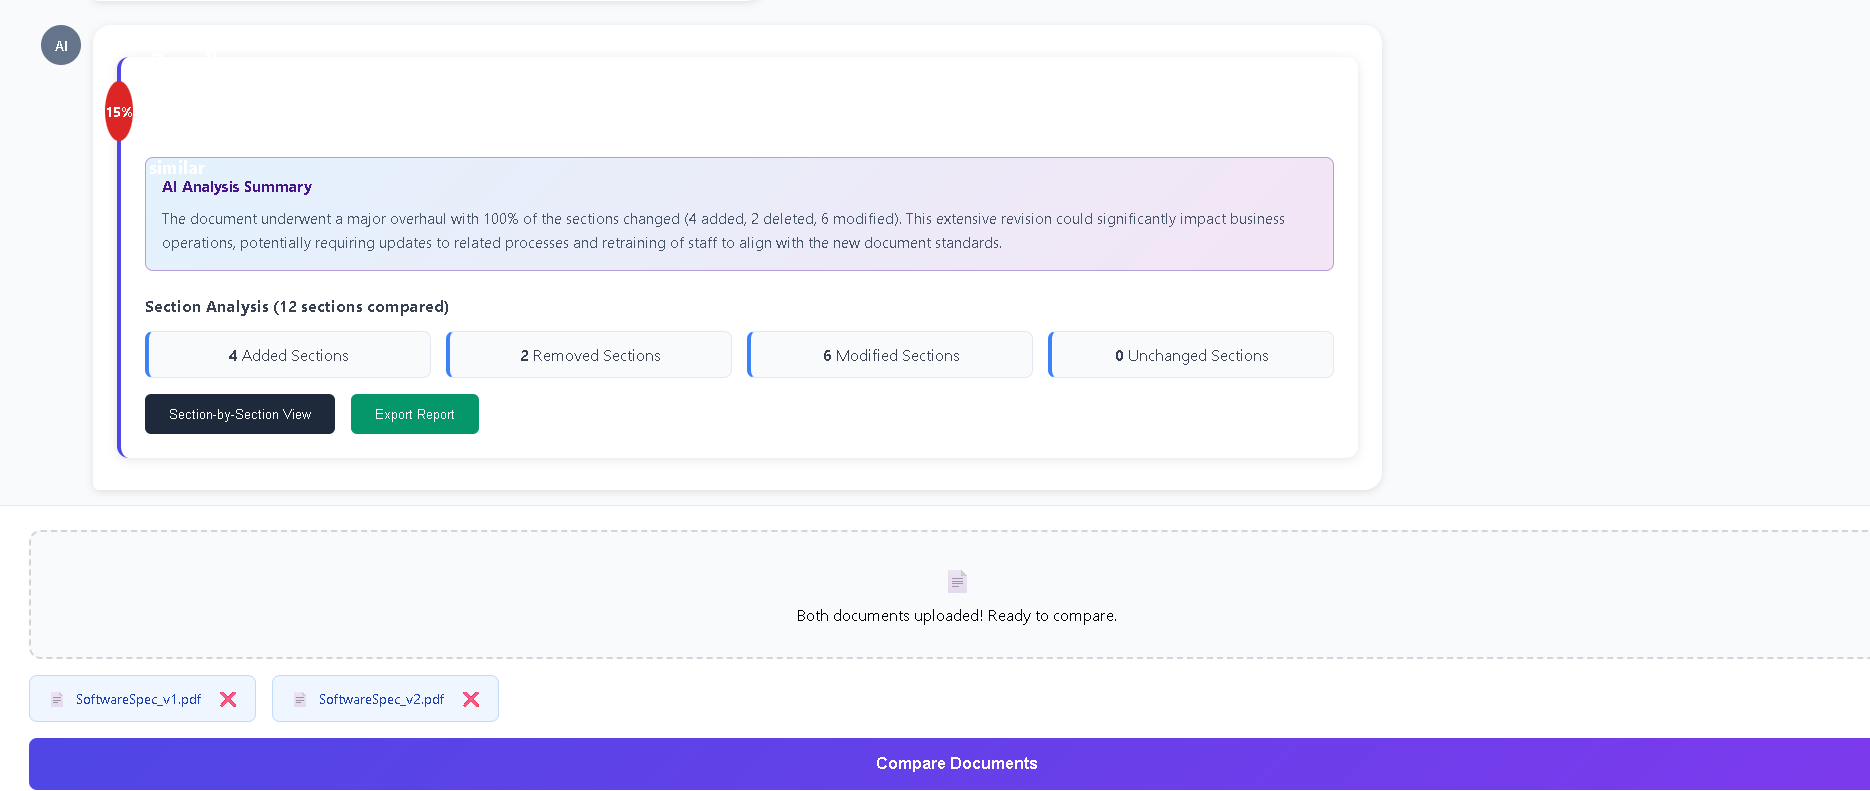 AI
15%
similar
AI Analysis Summary
The document underwent a major overhaul with 100% of the sections changed (4 added, 2 deleted, 6 modified). This extensive revision could significantly impact business
operations, potentially requiring updates to related processes and retraining of staff to align with the new document standards.
Section Analysis (12 sections compared)
4 Added Sections
2 Removed Sections
6 Modified Sections
0 Unchanged Sections
Section-by-Section View
Export Report
Both documents uploaded! Ready to compare.
SoftwareSpec_v1.pdf
SoftwareSpec_v2.pdf
Compare Documents